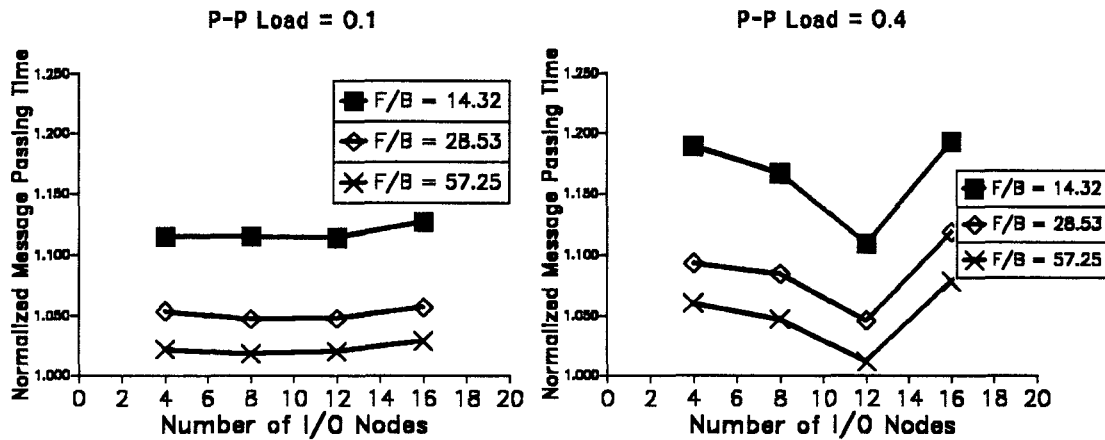 P-P Load = 0.1
Normalized Message Passing Time
1.250
1.200
1.150
1.100
1.050
1.000
F/B = 14.32
F/B = 28.53
F/B = 57.25
0 2 4 6 8 10 12 14 16 18 20
Number of I/O Nodes
P-P Load = 0.4
Normalized Message Passing Time
1.250
1.200
1.150
1.100
1.050
1.000
F/B = 14.32
F/B = 28.53
F/B = 57.25
0 2 4 6 8 10 12 14 16 18 20
Number of I/O Nodes